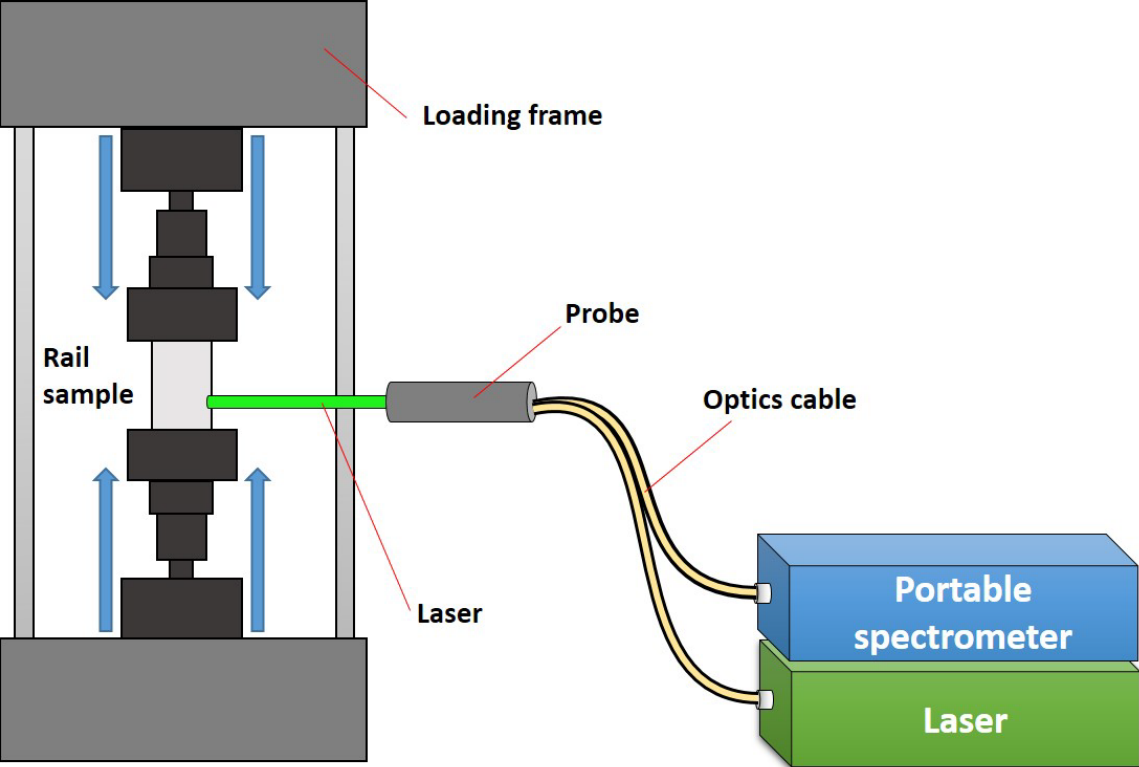 Loading frame
Probe
Rail
sample
Optics cable
Laser
Portable
spectrometer
Laser